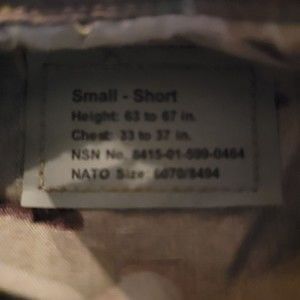 Small - Short
Height: 63 to 67 in.
Chest: 33 to 37 in.
NSN No. 8415-01-599-0464
NATO Size: 6070/8494